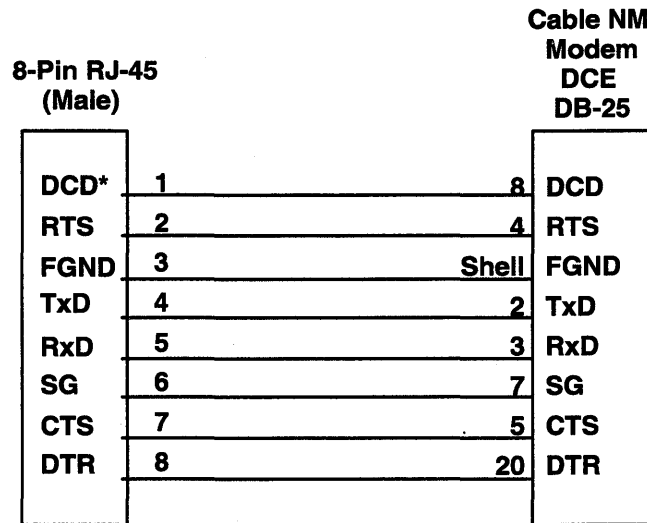 Cable NM
Modem
DCE
DB-25
8-Pin RJ-45
(Male)
DCD* 1 8 DCD
RTS 2 4 RTS
FGND 3 Shell FGND
TxD 4 2 TxD
RxD 5 3 RxD
SG 6 7 SG
CTS 7 5 CTS
DTR 8 20 DTR